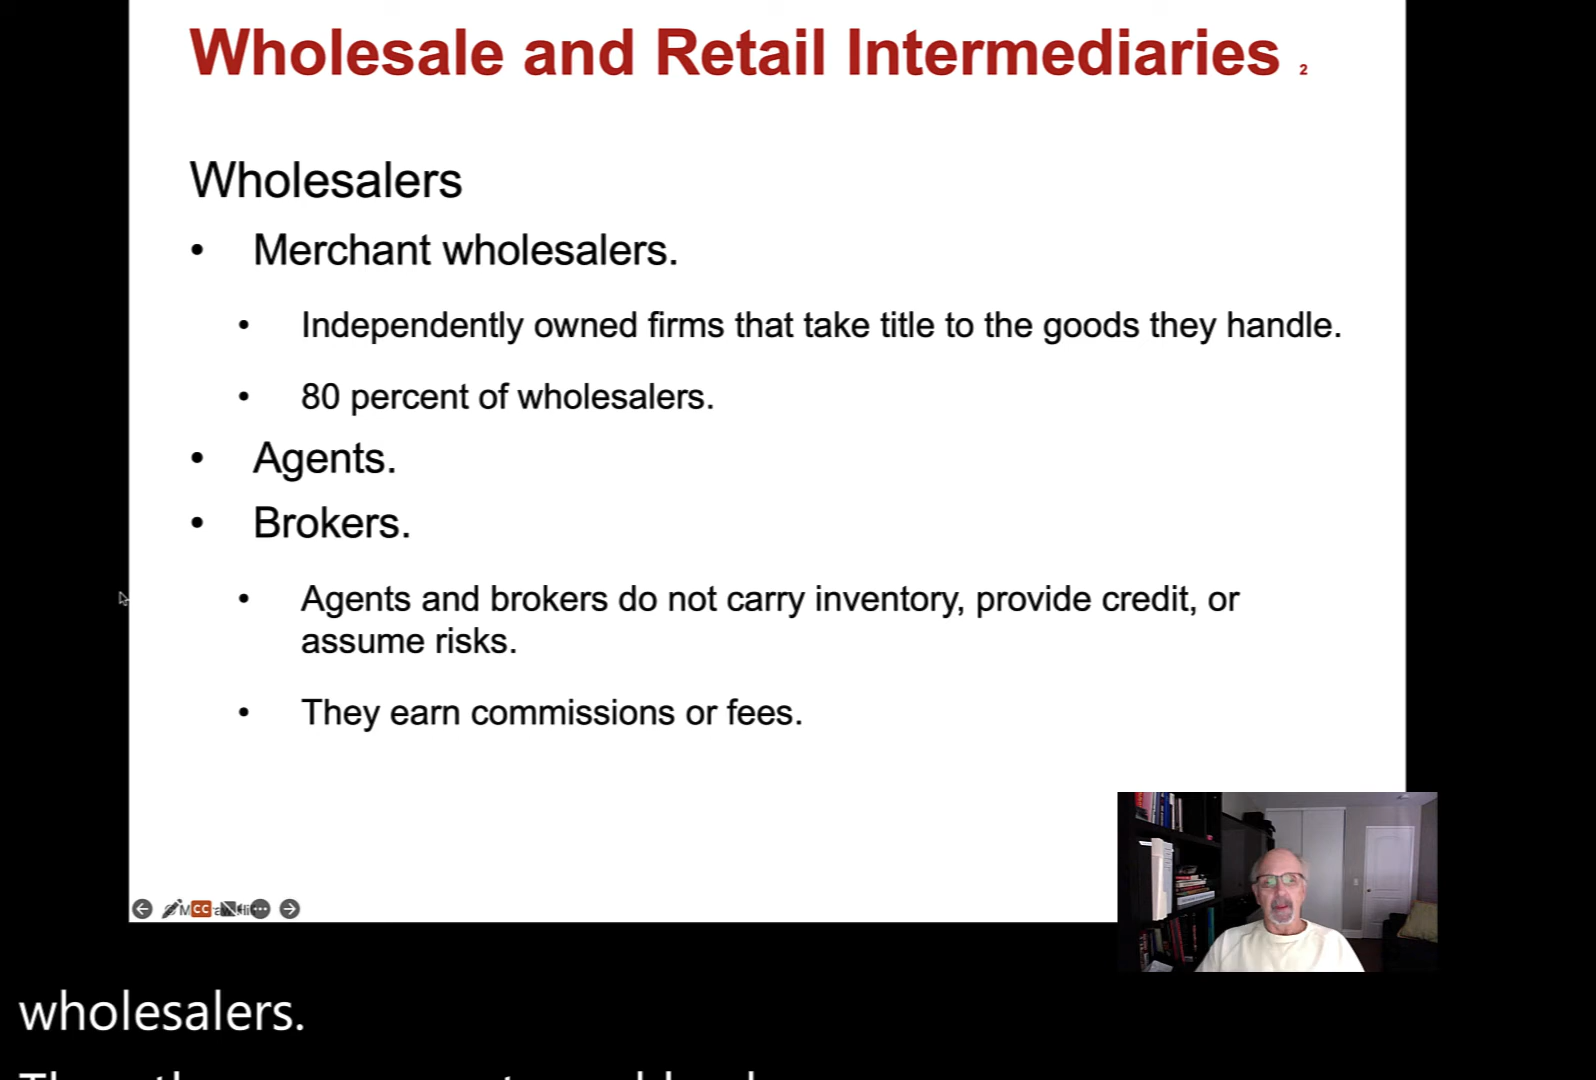 Wholesale and Retail Intermediaries 2
Wholesalers
• Merchant wholesalers.
• Independently owned firms that take title to the goods they handle.
• 80 percent of wholesalers.
• Agents.
• Brokers.
• Agents and brokers do not carry inventory, provide credit, or
assume risks.
• They earn commissions or fees.
CC
wholesalers.